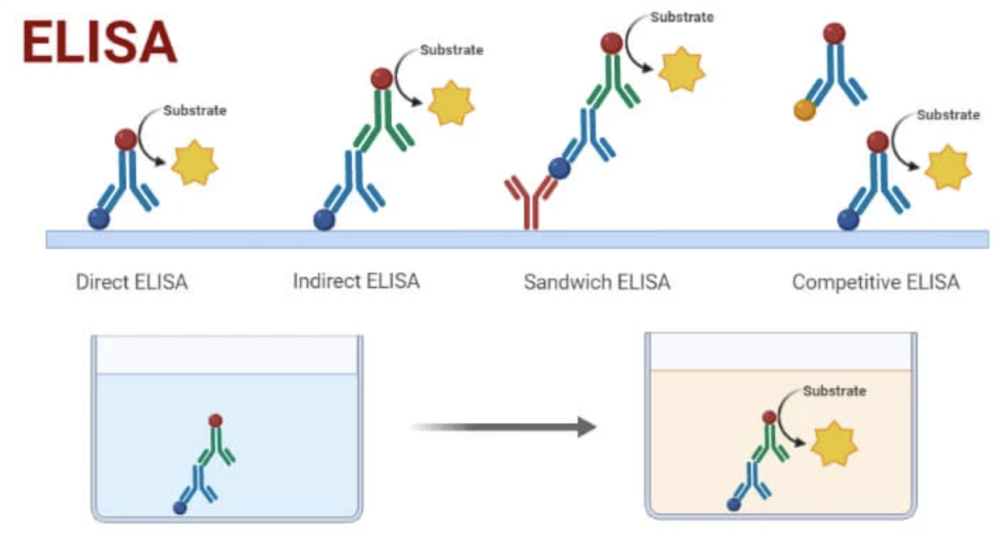 ELISA
Substrate
Substrate
Substrate
Substrate
Direct ELISA
Indirect ELISA
Sandwich ELISA
Competitive ELISA
Substrate